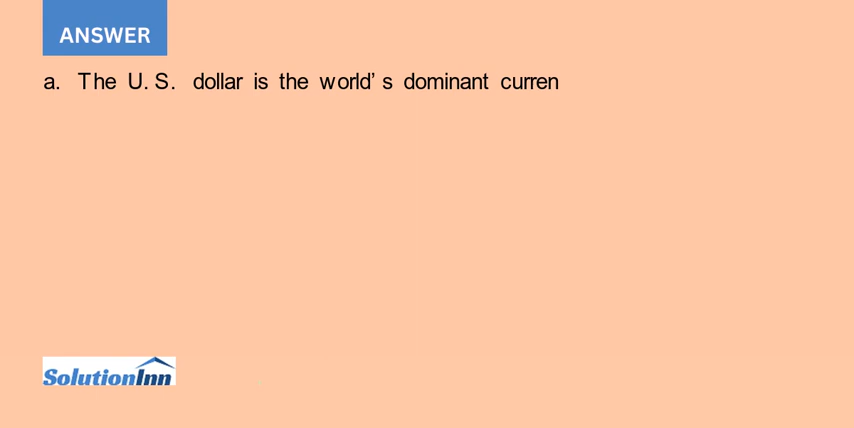 ANSWER
a. The U. S. dollar is the world’ s dominant curren
SolutionInn